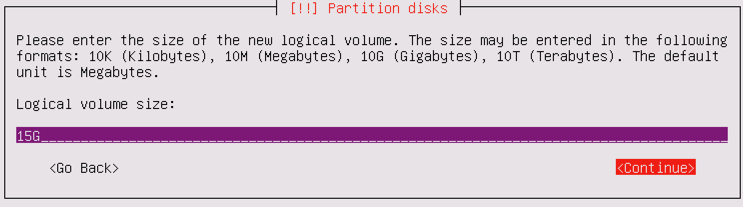 [!!] Partition disks
Please enter the size of the new logical volume. The size may be entered in the following
formats: 10K (Kilobytes), 10M (Megabytes), 10G (Gigabytes), 10T (Terabytes). The default
unit is Megabytes.
Logical volume size:
15G
<Go Back> <Continue>